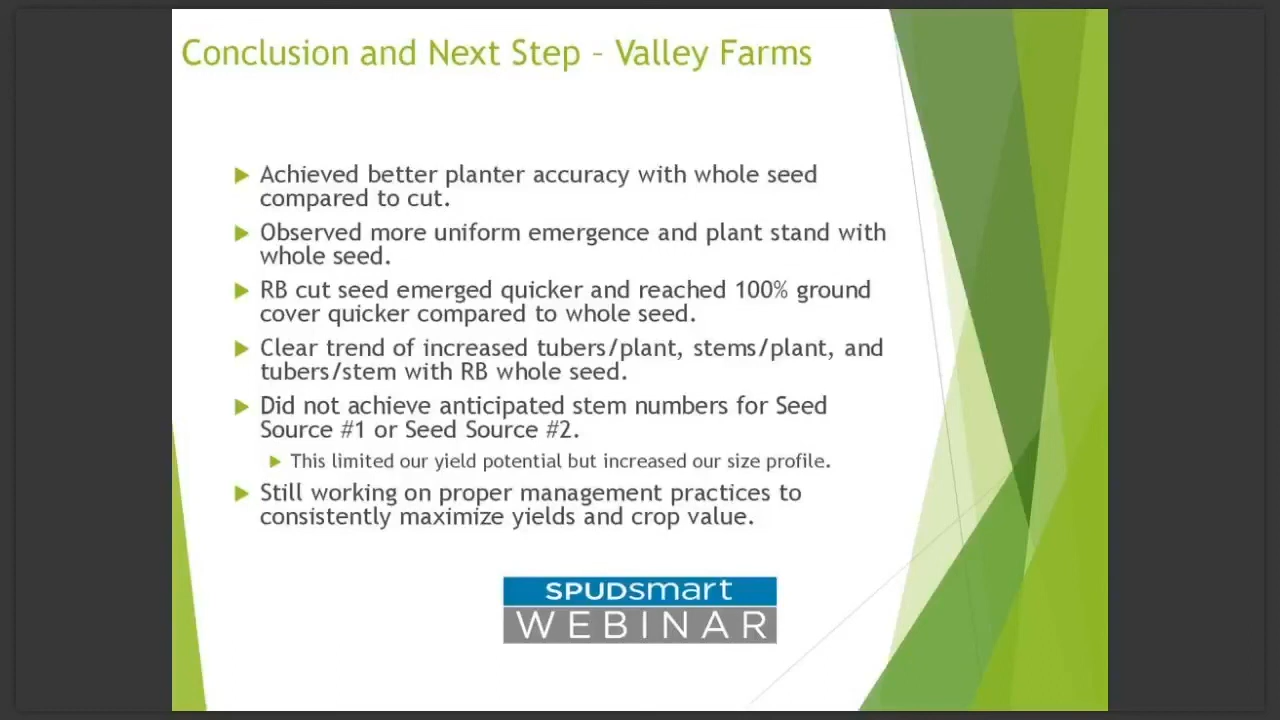 Conclusion and Next Step – Valley Farms
Achieved better planter accuracy with whole seed
compared to cut.
Observed more uniform emergence and plant stand with
whole seed.
RB cut seed emerged quicker and reached 100% ground
cover quicker compared to whole seed.
Clear trend of increased tubers/plant, stems/plant, and
tubers/stem with RB whole seed.
Did not achieve anticipated stem numbers for Seed
Source #1 or Seed Source #2.
This limited our yield potential but increased our size profile.
Still working on proper management practices to
consistently maximize yields and crop value.
SPUDsmart
WEBINAR